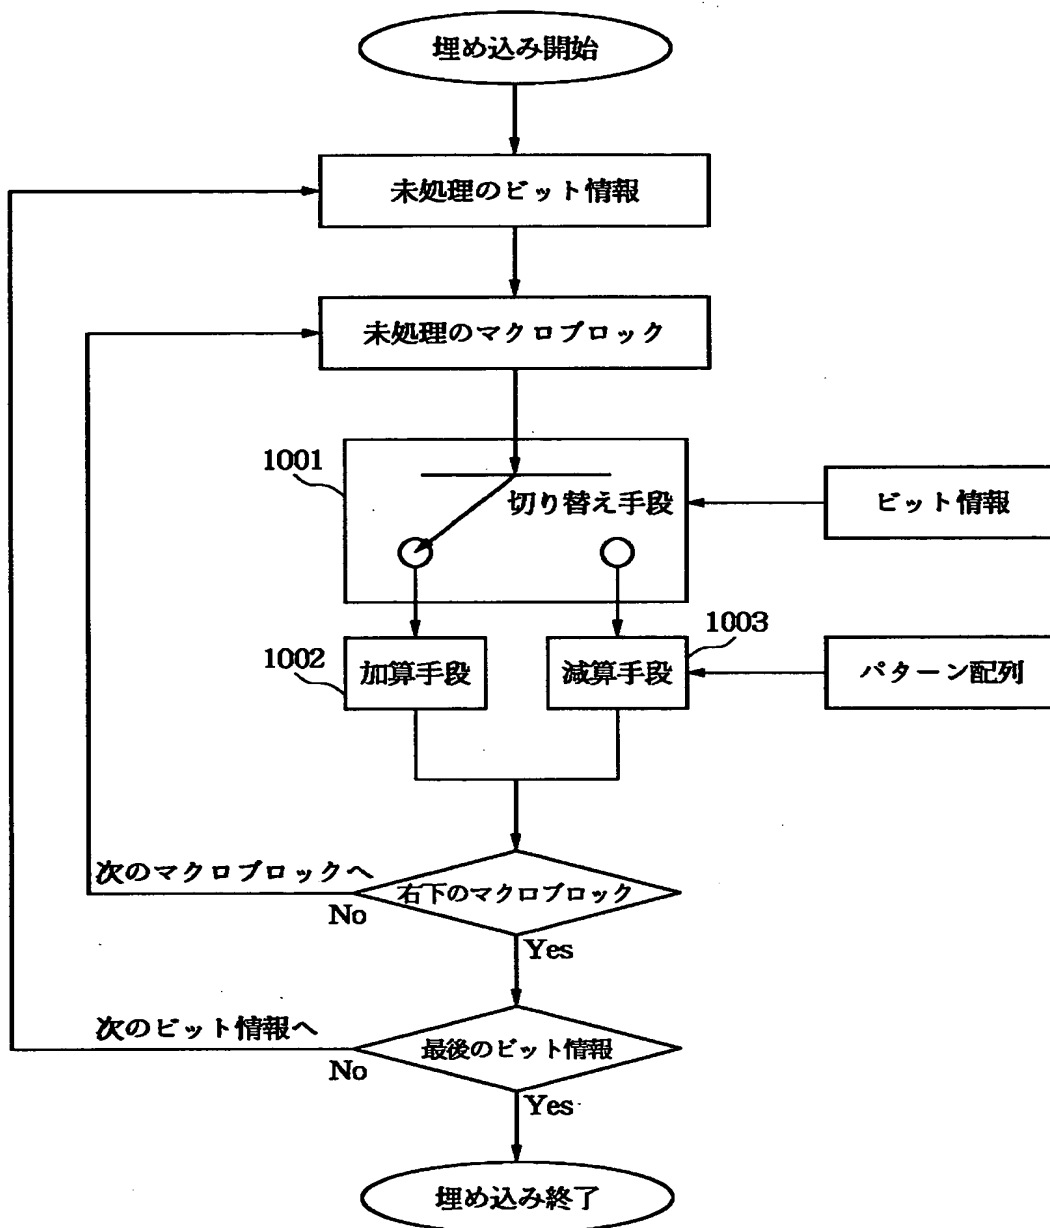 埋め込み開始
未処理のビット情報
未処理のマクロブロック
1001
切り替え手段
ビット情報
1002
加算手段
1003
減算手段
パターン配列
次のマクロブロックへ
No
右下のマクロブロック
Yes
次のビット情報へ
No
最後のビット情報
Yes
埋め込み終了